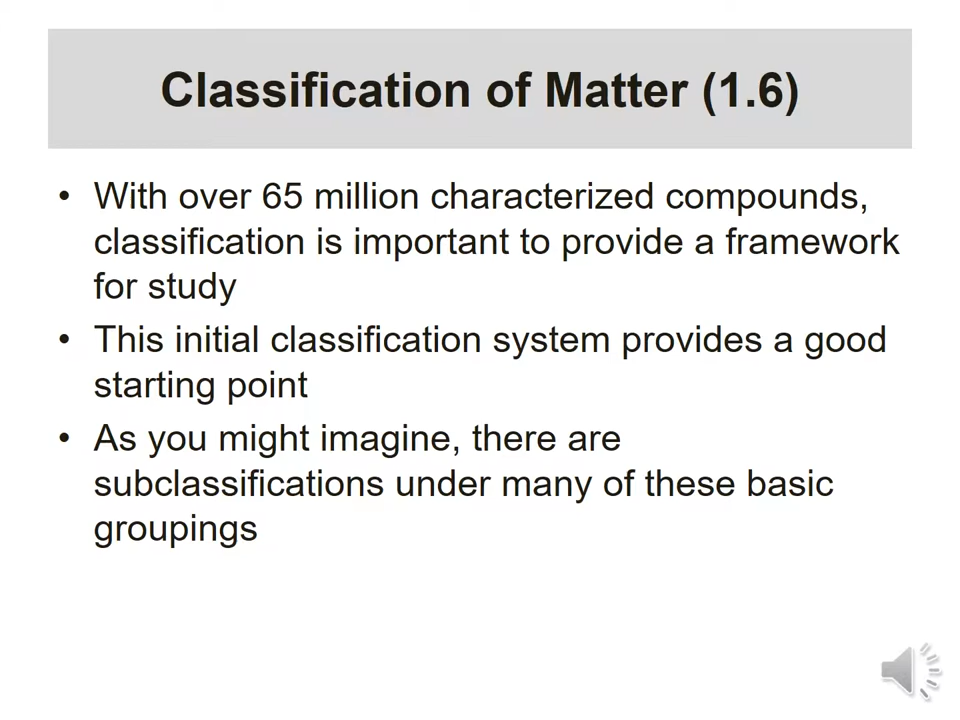 Classification of Matter (1.6)
• With over 65 million characterized compounds,
classification is important to provide a framework
for study
• This initial classification system provides a good
starting point
• As you might imagine, there are
subclassifications under many of these basic
groupings